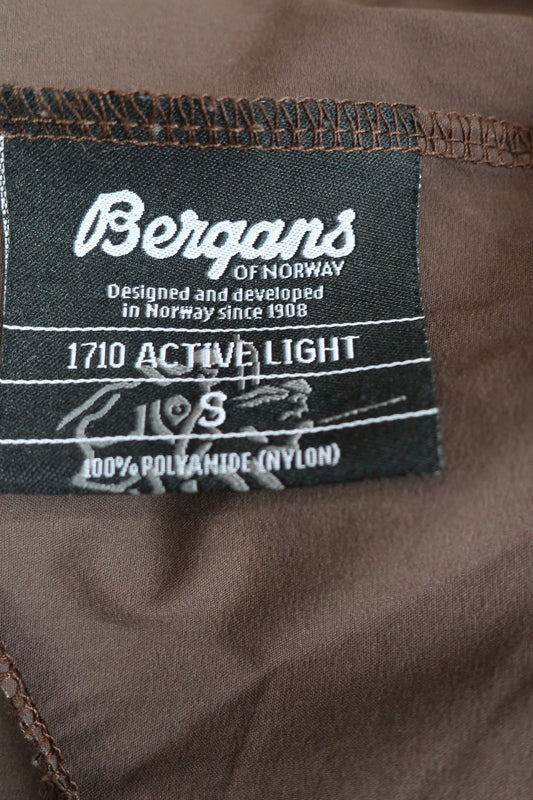 Bergans
OF NORWAY
Designed and developed
in Norway since 1908
1710 ACTIVE LIGHT
S
100% POLYAMIDE (NYLON)